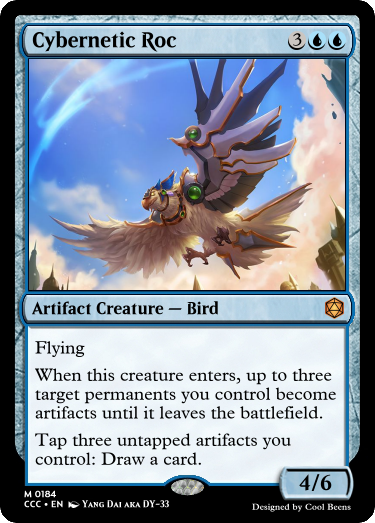 Cybernetic Roc 3
Artifact Creature — Bird
Flying
When this creature enters, up to three
target permanents you control become
artifacts until it leaves the battlefield.
Tap three untapped artifacts you
control: Draw a card.
4/6
M 0184
CCC • EN Yang Dai aka DY-33
Designed by Cool Beens